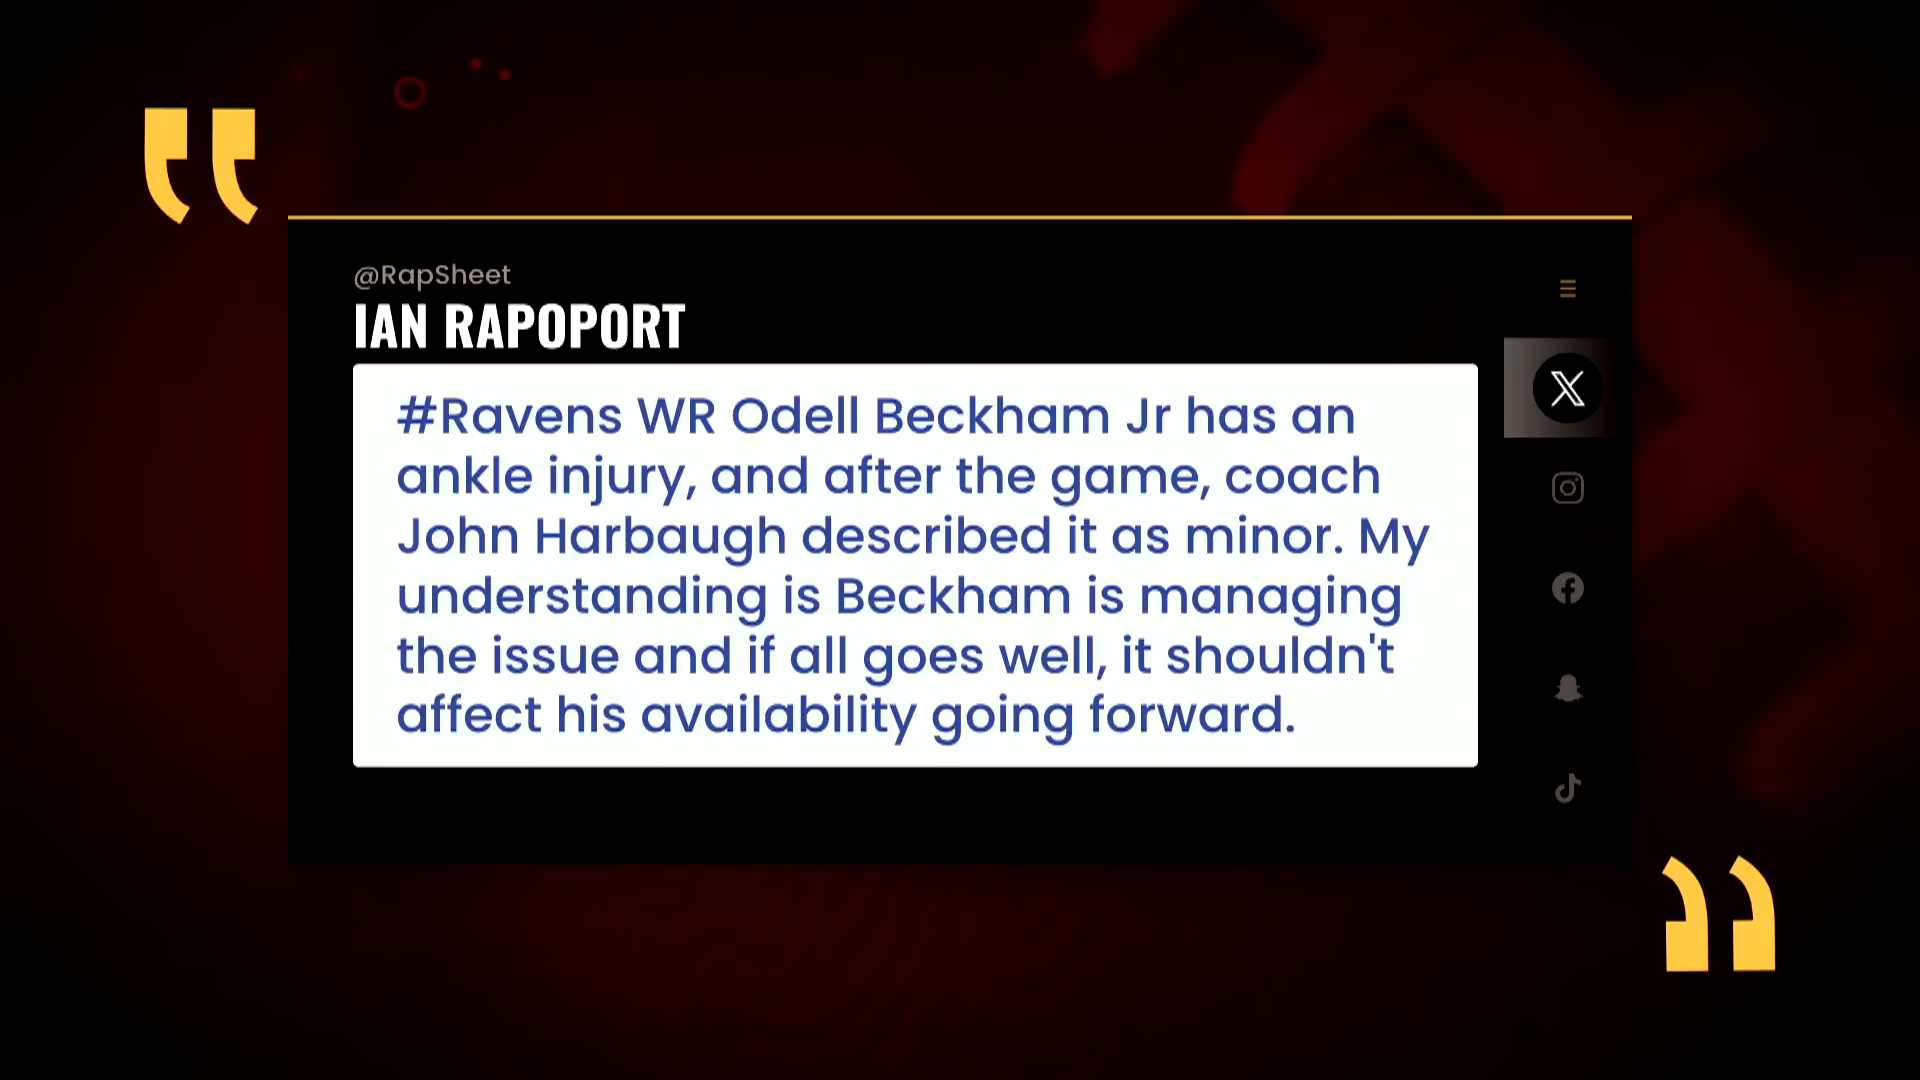 @RapSheet
IAN RAPOPORT
#Ravens WR Odell Beckham Jr has an
ankle injury, and after the game, coach
John Harbaugh described it as minor. My
understanding is Beckham is managing
the issue and if all goes well, it shouldn't
affect his availability going forward.